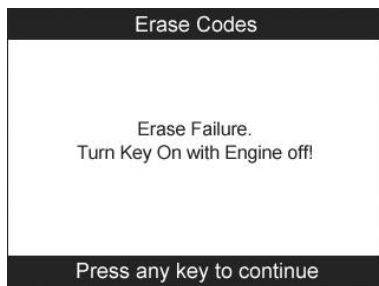 Erase Codes
Erase Failure.
Turn Key On with Engine off!
Press any key to continue